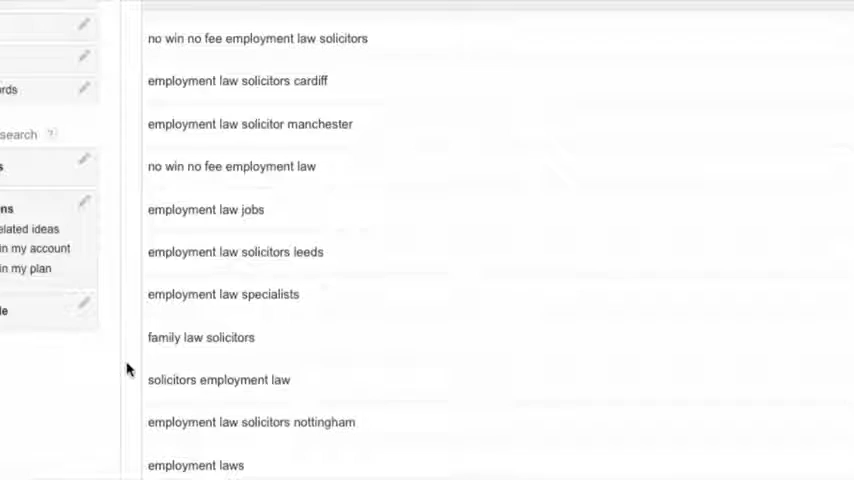 no win no fee employment law solicitors
employment law solicitors cardiff
ords
employment law solicitor manchester
search ?
s
no win no fee employment law
ns
employment law jobs
elated ideas
in my account
employment law solicitors leeds
in my plan
employment law specialists
le
family law solicitors
solicitors employment law
employment law solicitors nottingham
employment laws